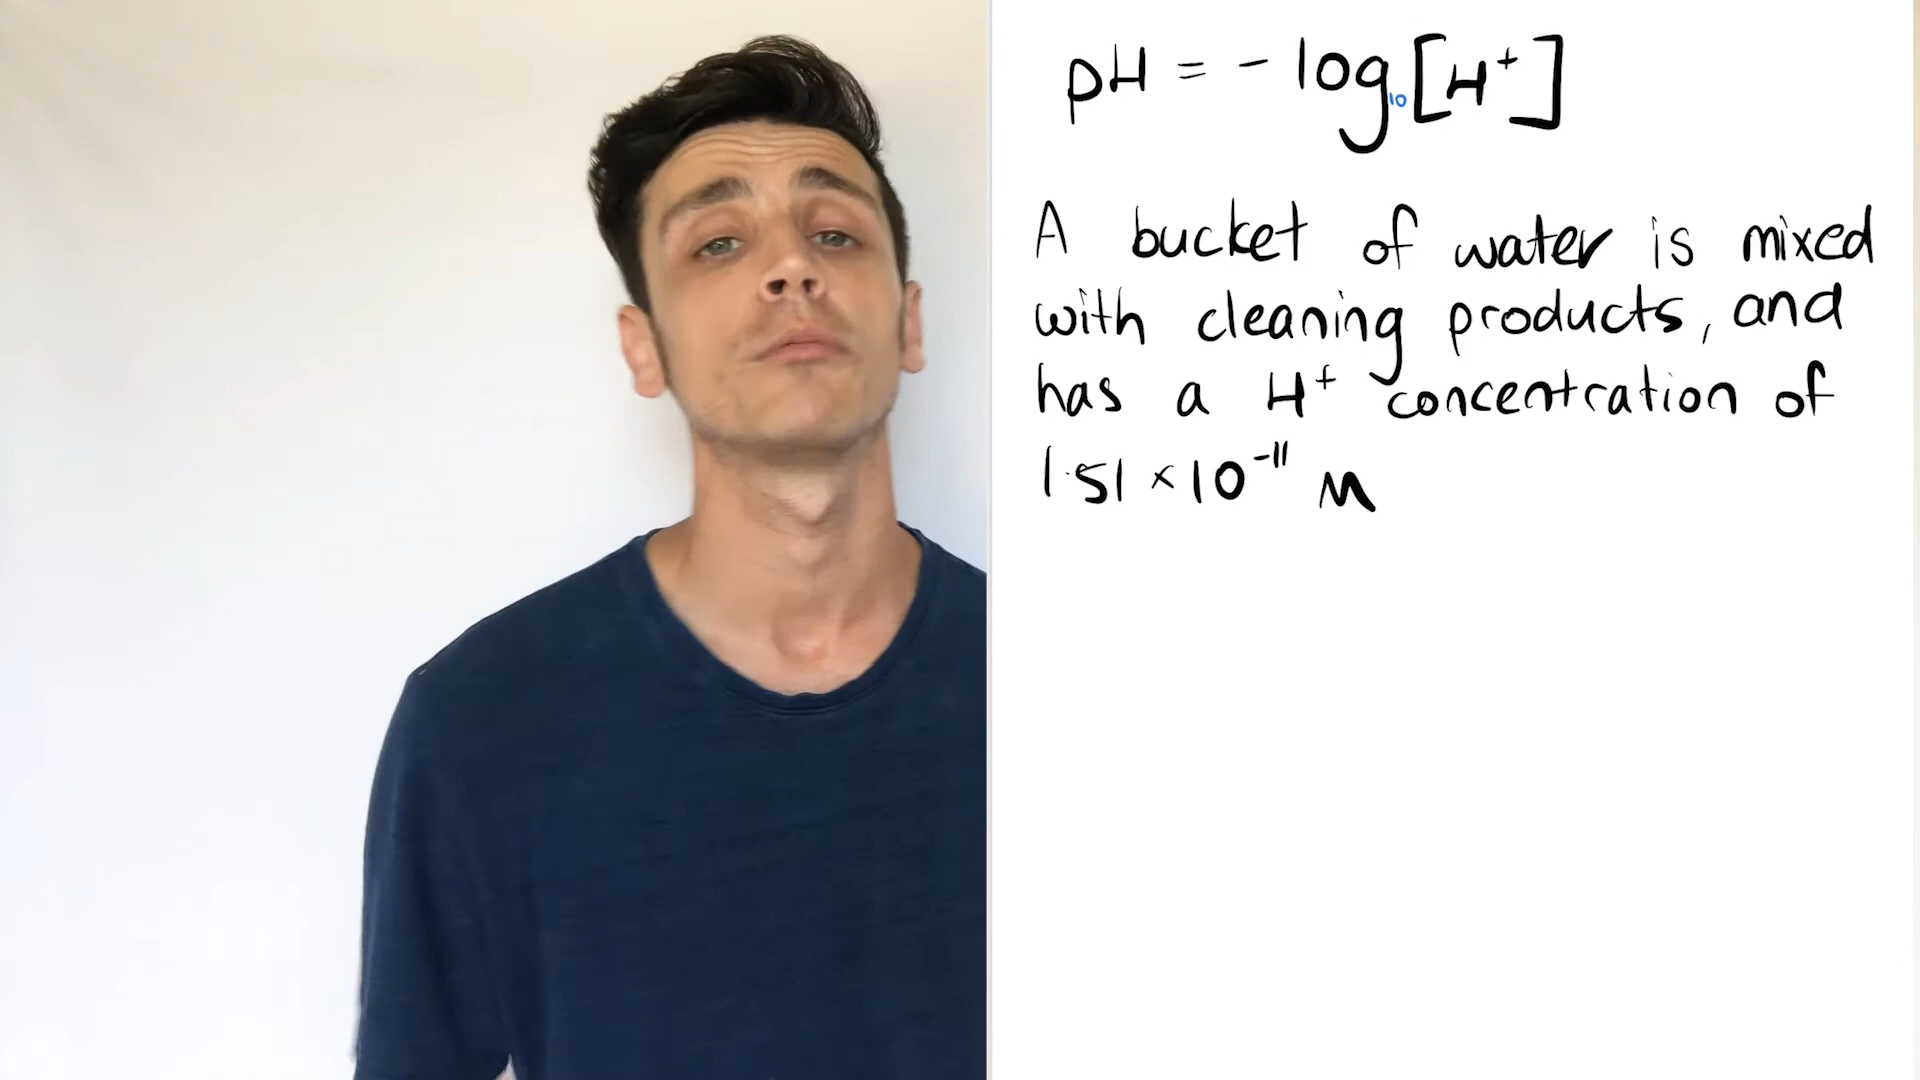 pH = - log₁₀ [H⁺]
A bucket of water is mixed
with cleaning products, and
has a H⁺ concentration of
1·51 × 10⁻¹¹ M